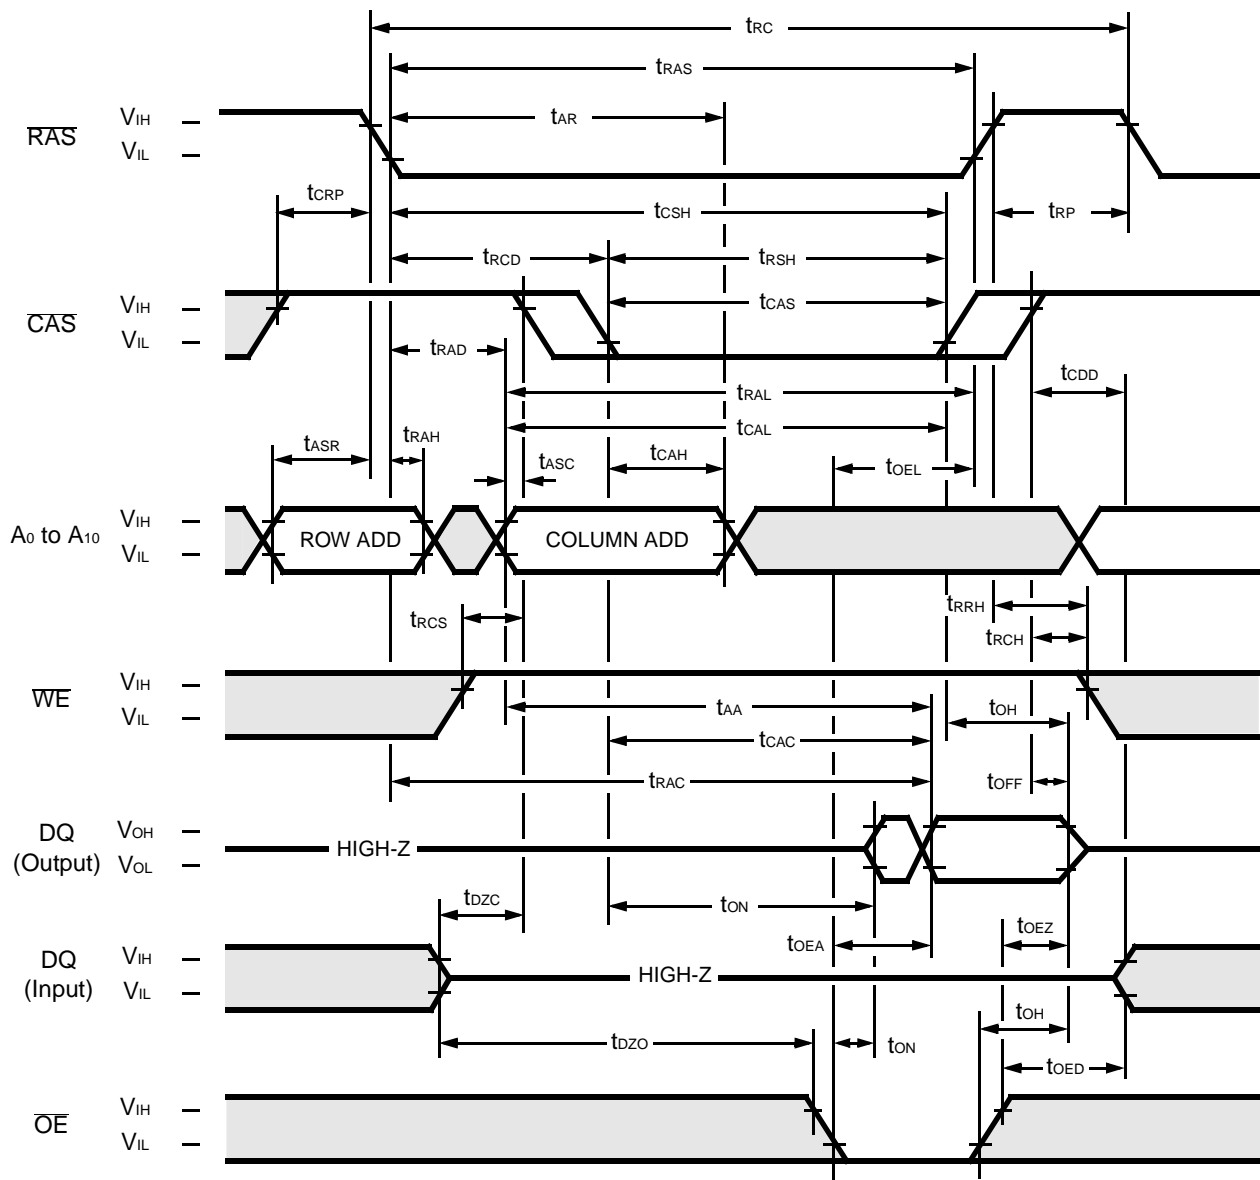 tRC
tRAS
tAR
RAS
VIH
VIL
tCRP
tCSH
tRP
tRCD
tRSH
CAS
VIH
VIL
tCAS
tRAD
tCDD
tRAL
tCAL
tASR
tRAH
tASC
tCAH
tOEL
A0 to A10
VIH
VIL
ROW ADD
COLUMN ADD
tRCS
tRRH
tRCH
WE
VIH
VIL
tAA
tOH
tCAC
tRAC
tOFF
DQ
(Output)
VOH
VOL
HIGH-Z
tDZC
tON
tOEA
tOEZ
DQ
(Input)
VIH
VIL
HIGH-Z
tOH
tDZO
tON
tOED
OE
VIH
VIL